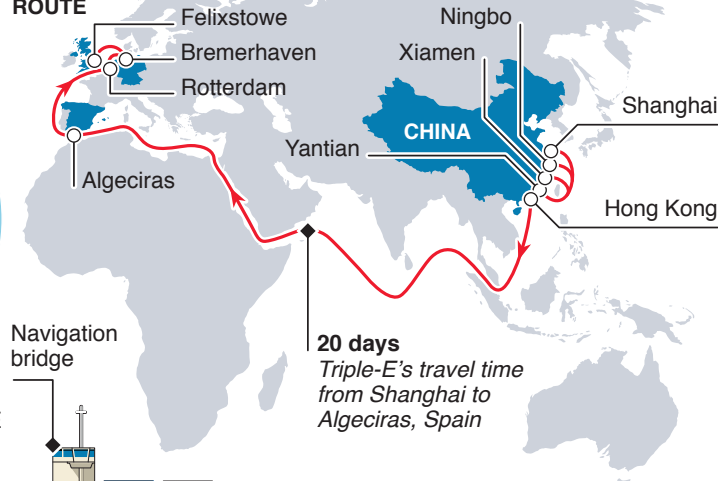 ROUTE
Felixstowe
Bremerhaven
Rotterdam
Algeciras
Ningbo
Xiamen
Shanghai
CHINA
Yantian
Hong Kong
20 days
Triple-E's travel time
from Shanghai to
Algeciras, Spain
Navigation
bridge